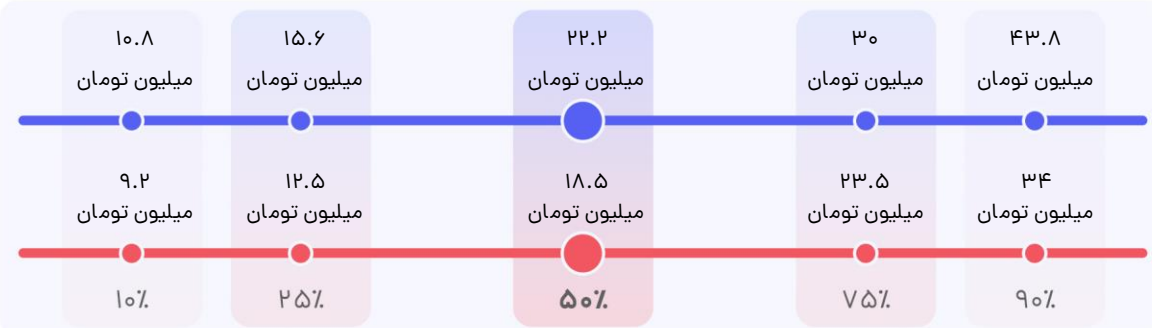 ۱۰.۸
میلیون تومان
۱۵.۶
میلیون تومان
۲۲.۲
میلیون تومان
۳۰
میلیون تومان
۴۳.۸
میلیون تومان
۹.۲
میلیون تومان
۱۲.۵
میلیون تومان
۱۸.۵
میلیون تومان
۲۳.۵
میلیون تومان
۳۴
میلیون تومان
۱۰٪
۲۵٪
۵۰٪
۷۵٪
۹۰٪